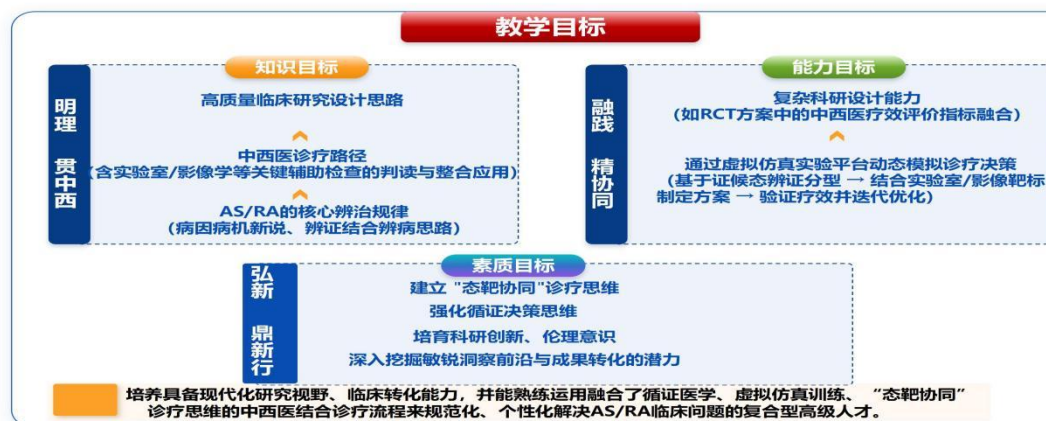 教学目标
知识目标
明理 贯中西
高质量临床研究设计思路
中西医诊疗路径
(含实验室/影像学等关键辅助检查的判读与整合应用)
AS/RA的核心辨治规律
(病因病机新说、辨证结合辨病思路)
能力目标
融践 精协同
复杂科研设计能力
(如RCT方案中的中西医疗效评价指标融合)
通过虚拟仿真实验平台动态模拟诊疗决策
(基于证候态辨证分型 → 结合实验室/影像靶标
制定方案 → 验证疗效并迭代优化)
素质目标
弘新 鼎新行
建立 "态靶协同"诊疗思维
强化循证决策思维
培育科研创新、伦理意识
深入挖掘敏锐洞察前沿与成果转化的潜力
培养具备现代化研究视野、临床转化能力，并能熟练运用融合了循证医学、虚拟仿真训练、“态靶协同”
诊疗思维的中西医结合诊疗流程来规范化、个性化解决AS/RA临床问题的复合型高级人才。